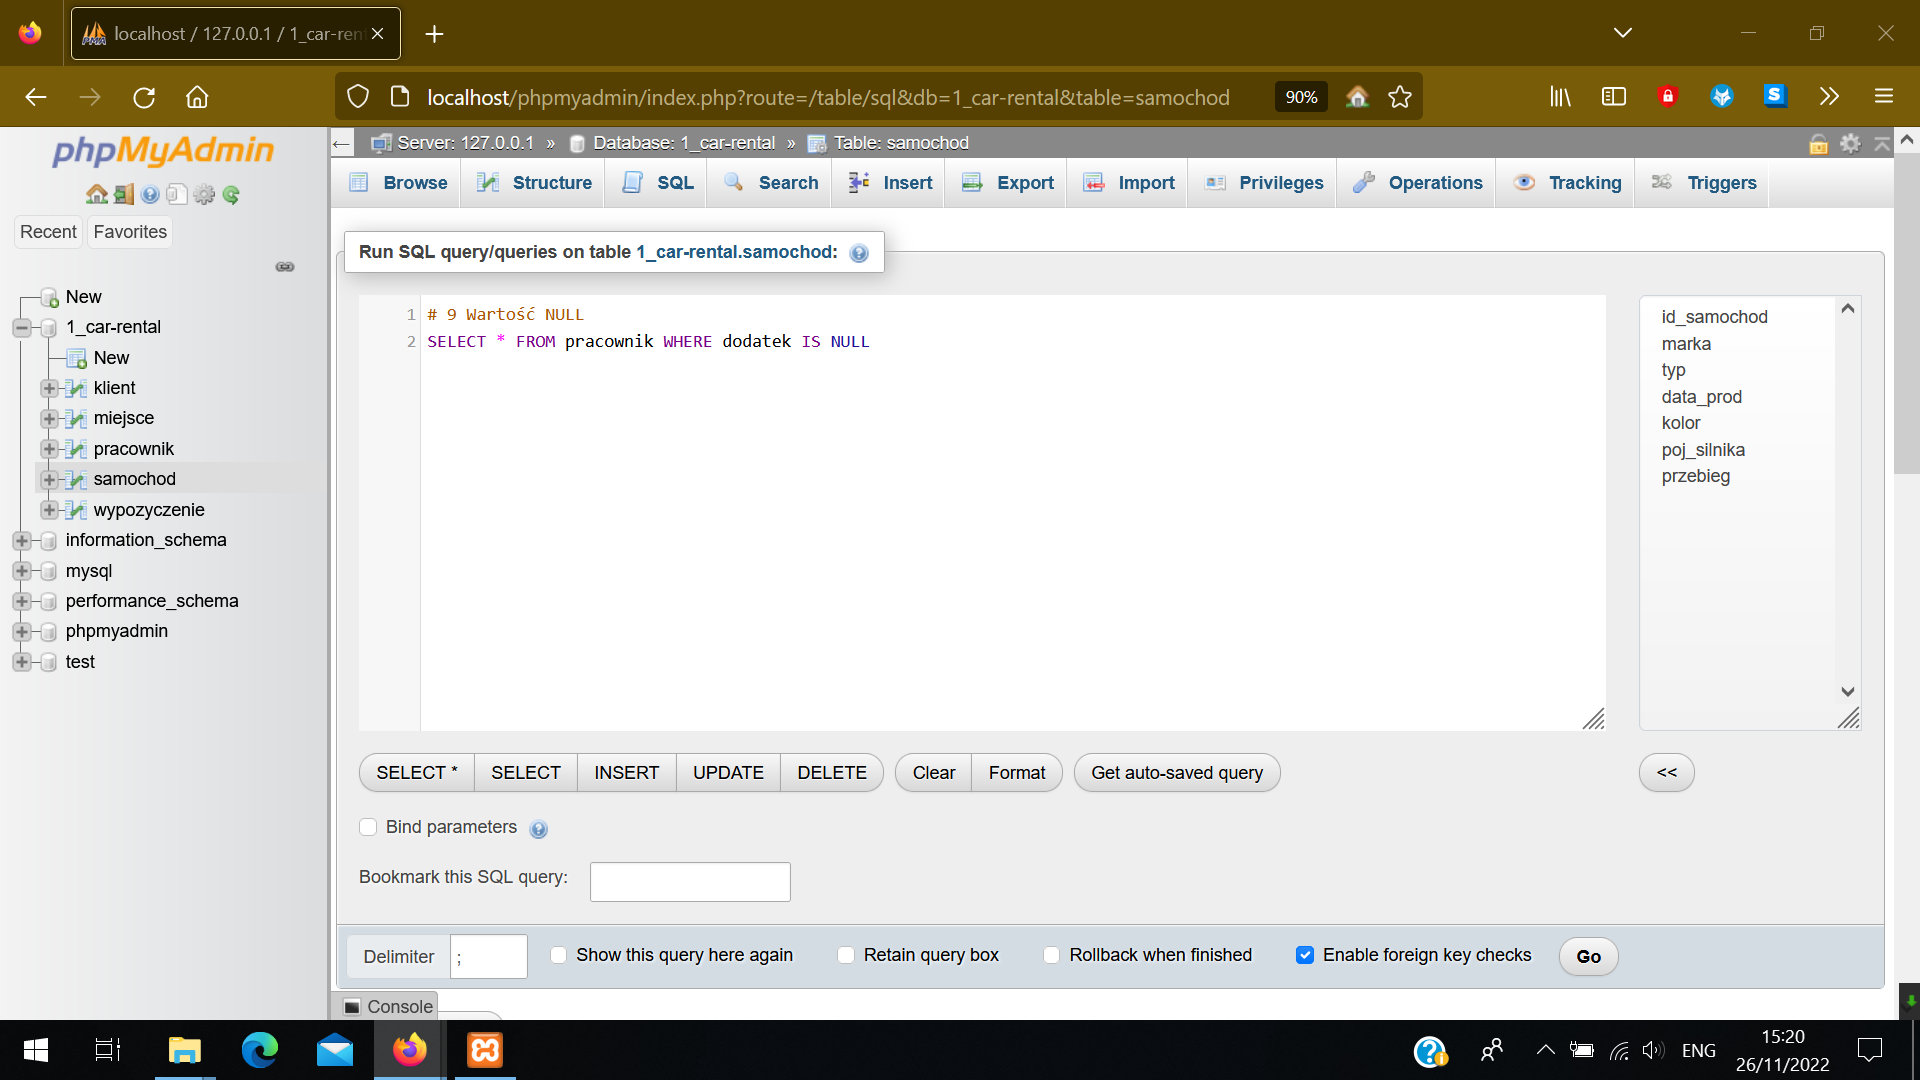 localhost / 127.0.0.1 / 1_car-ren
localhost/phpmyadmin/index.php?route=/table/sql&db=1_car-rental&table=samochod
90%
phpMyAdmin
Recent
Favorites
New
1_car-rental
New
klient
miejsce
pracownik
samochod
wypozyczenie
information_schema
mysql
performance_schema
phpmyadmin
test
Server: 127.0.0.1 » Database: 1_car-rental » Table: samochod
Browse Structure SQL Search Insert Export Import Privileges Operations Tracking Triggers
Run SQL query/queries on table 1_car-rental.samochod:
1 # 9 Wartość NULL
2 SELECT * FROM pracownik WHERE dodatek IS NULL
id_samochod
marka
typ
data_prod
kolor
poj_silnika
przebieg
SELECT * SELECT INSERT UPDATE DELETE Clear Format Get auto-saved query <<
Bind parameters
Bookmark this SQL query:
Delimiter ; Show this query here again Retain query box Rollback when finished Enable foreign key checks Go
Console
ENG
15:20
26/11/2022